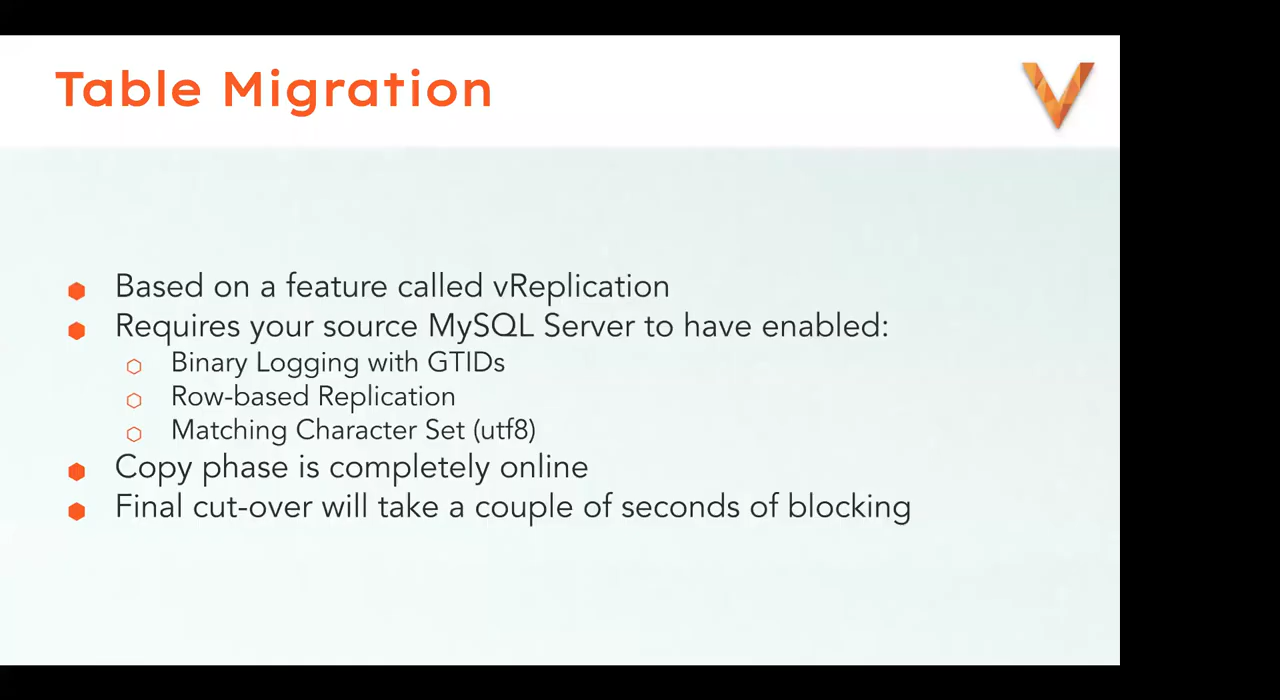 Table Migration
Based on a feature called vReplication
Requires your source MySQL Server to have enabled:
Binary Logging with GTIDs
Row-based Replication
Matching Character Set (utf8)
Copy phase is completely online
Final cut-over will take a couple of seconds of blocking